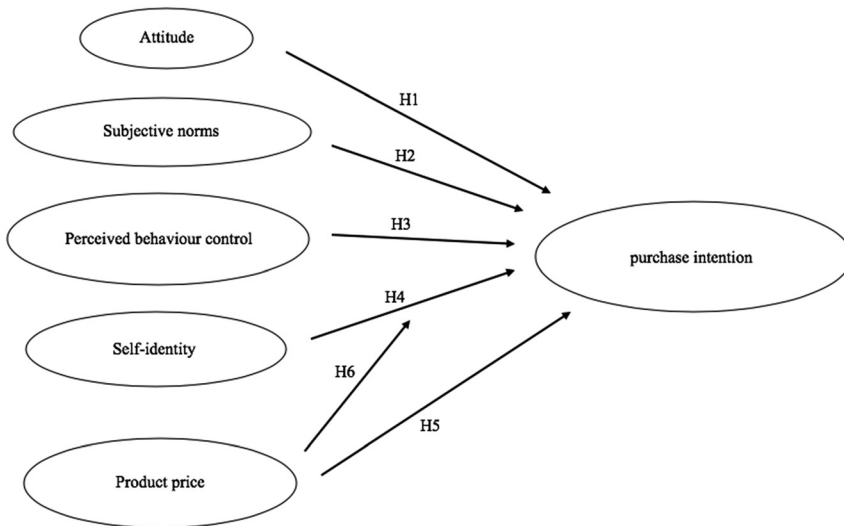 Attitude
H1
Subjective norms
H2
Perceived behaviour control
H3
purchase intention
H4
Self-identity
H6
H5
Product price